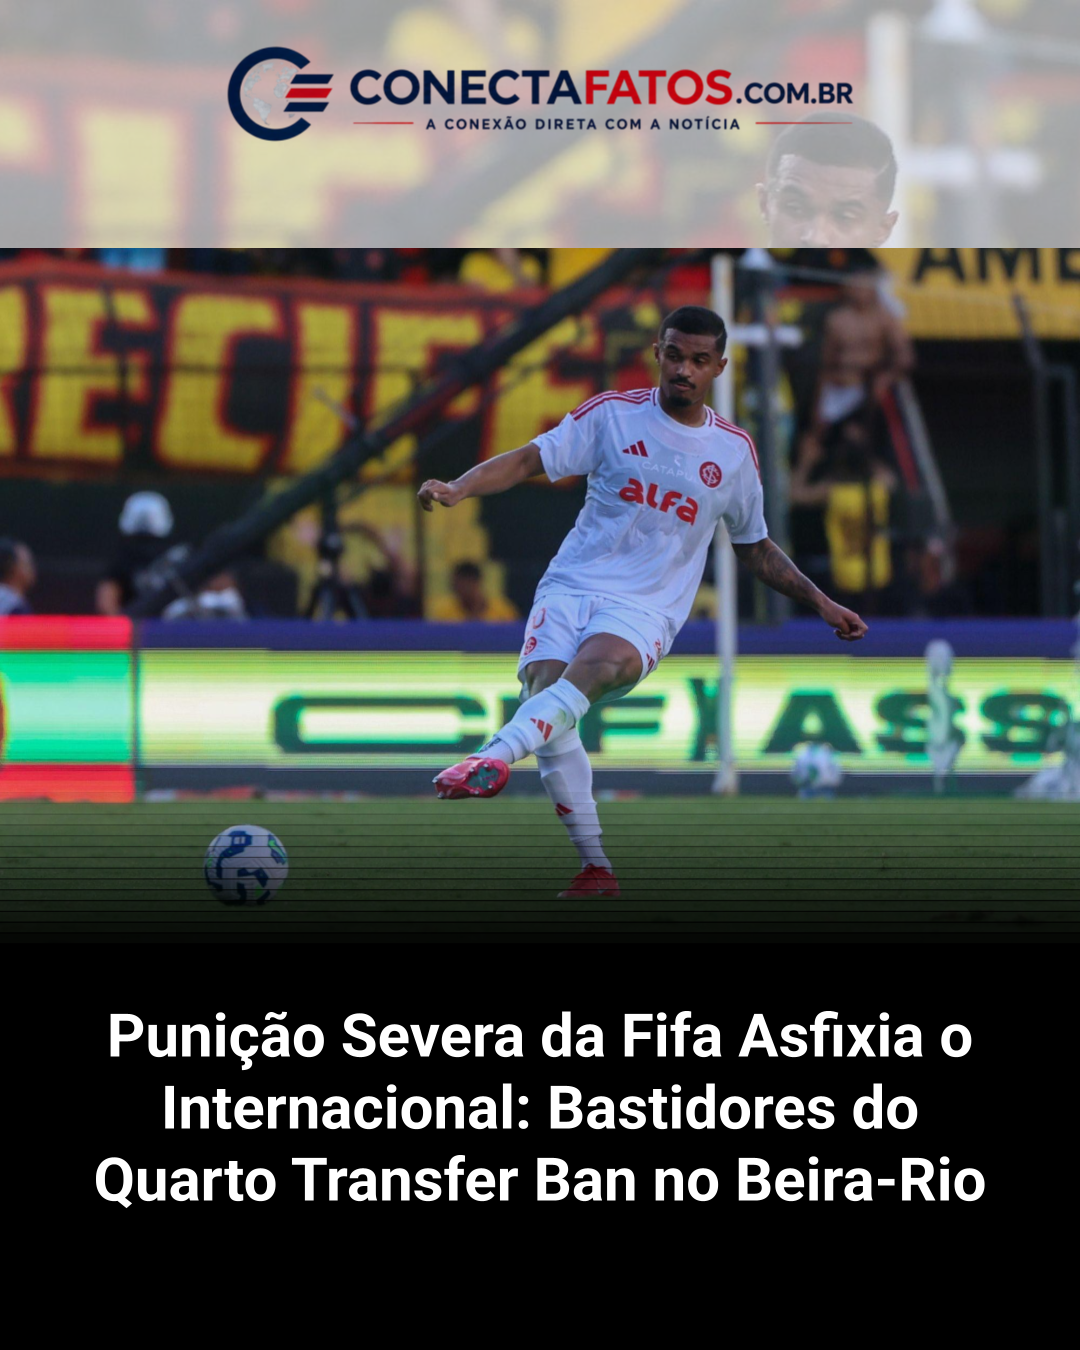 CONECTAFATOS.COM.BR
A CONEXÃO DIRETA COM A NOTÍCIA
RECIFE
alfa
Punição Severa da Fifa Asfixia o
Internacional: Bastidores do
Quarto Transfer Ban no Beira-Rio